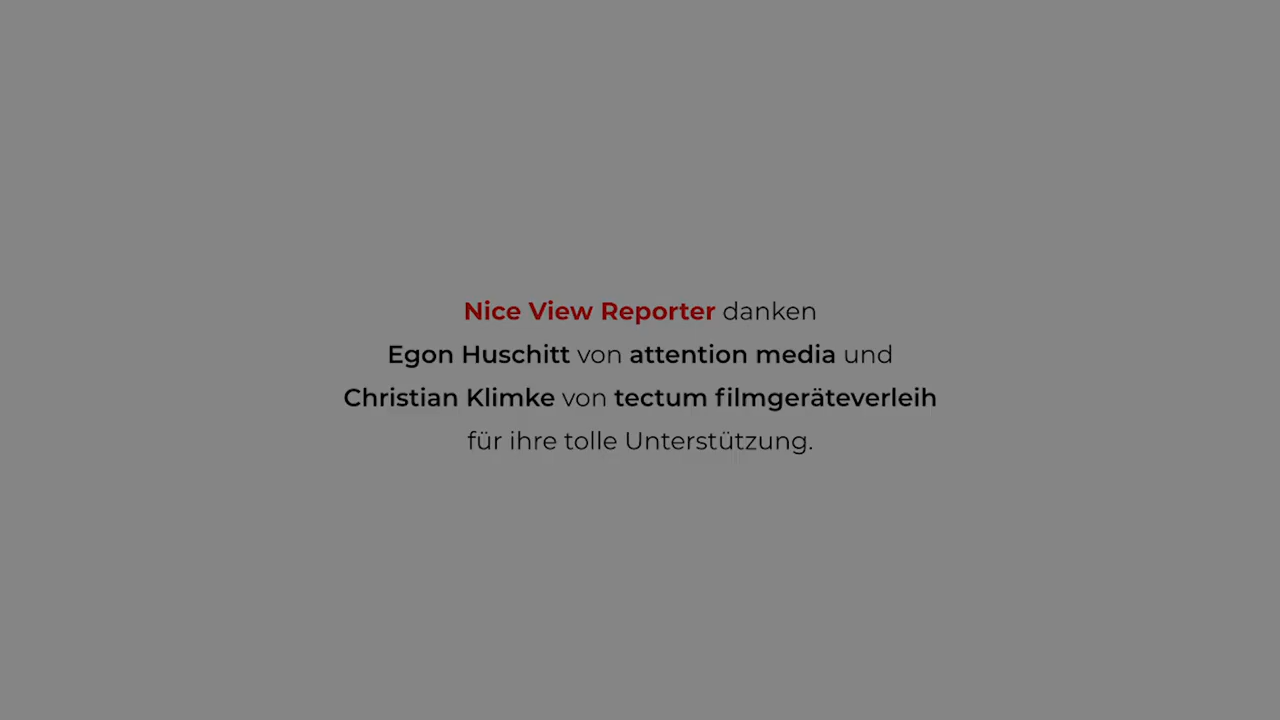 Nice View Reporter danken
Egon Huschitt von attention media und
Christian Klimke von tectum filmgeräteverleih
für ihre tolle Unterstützung.